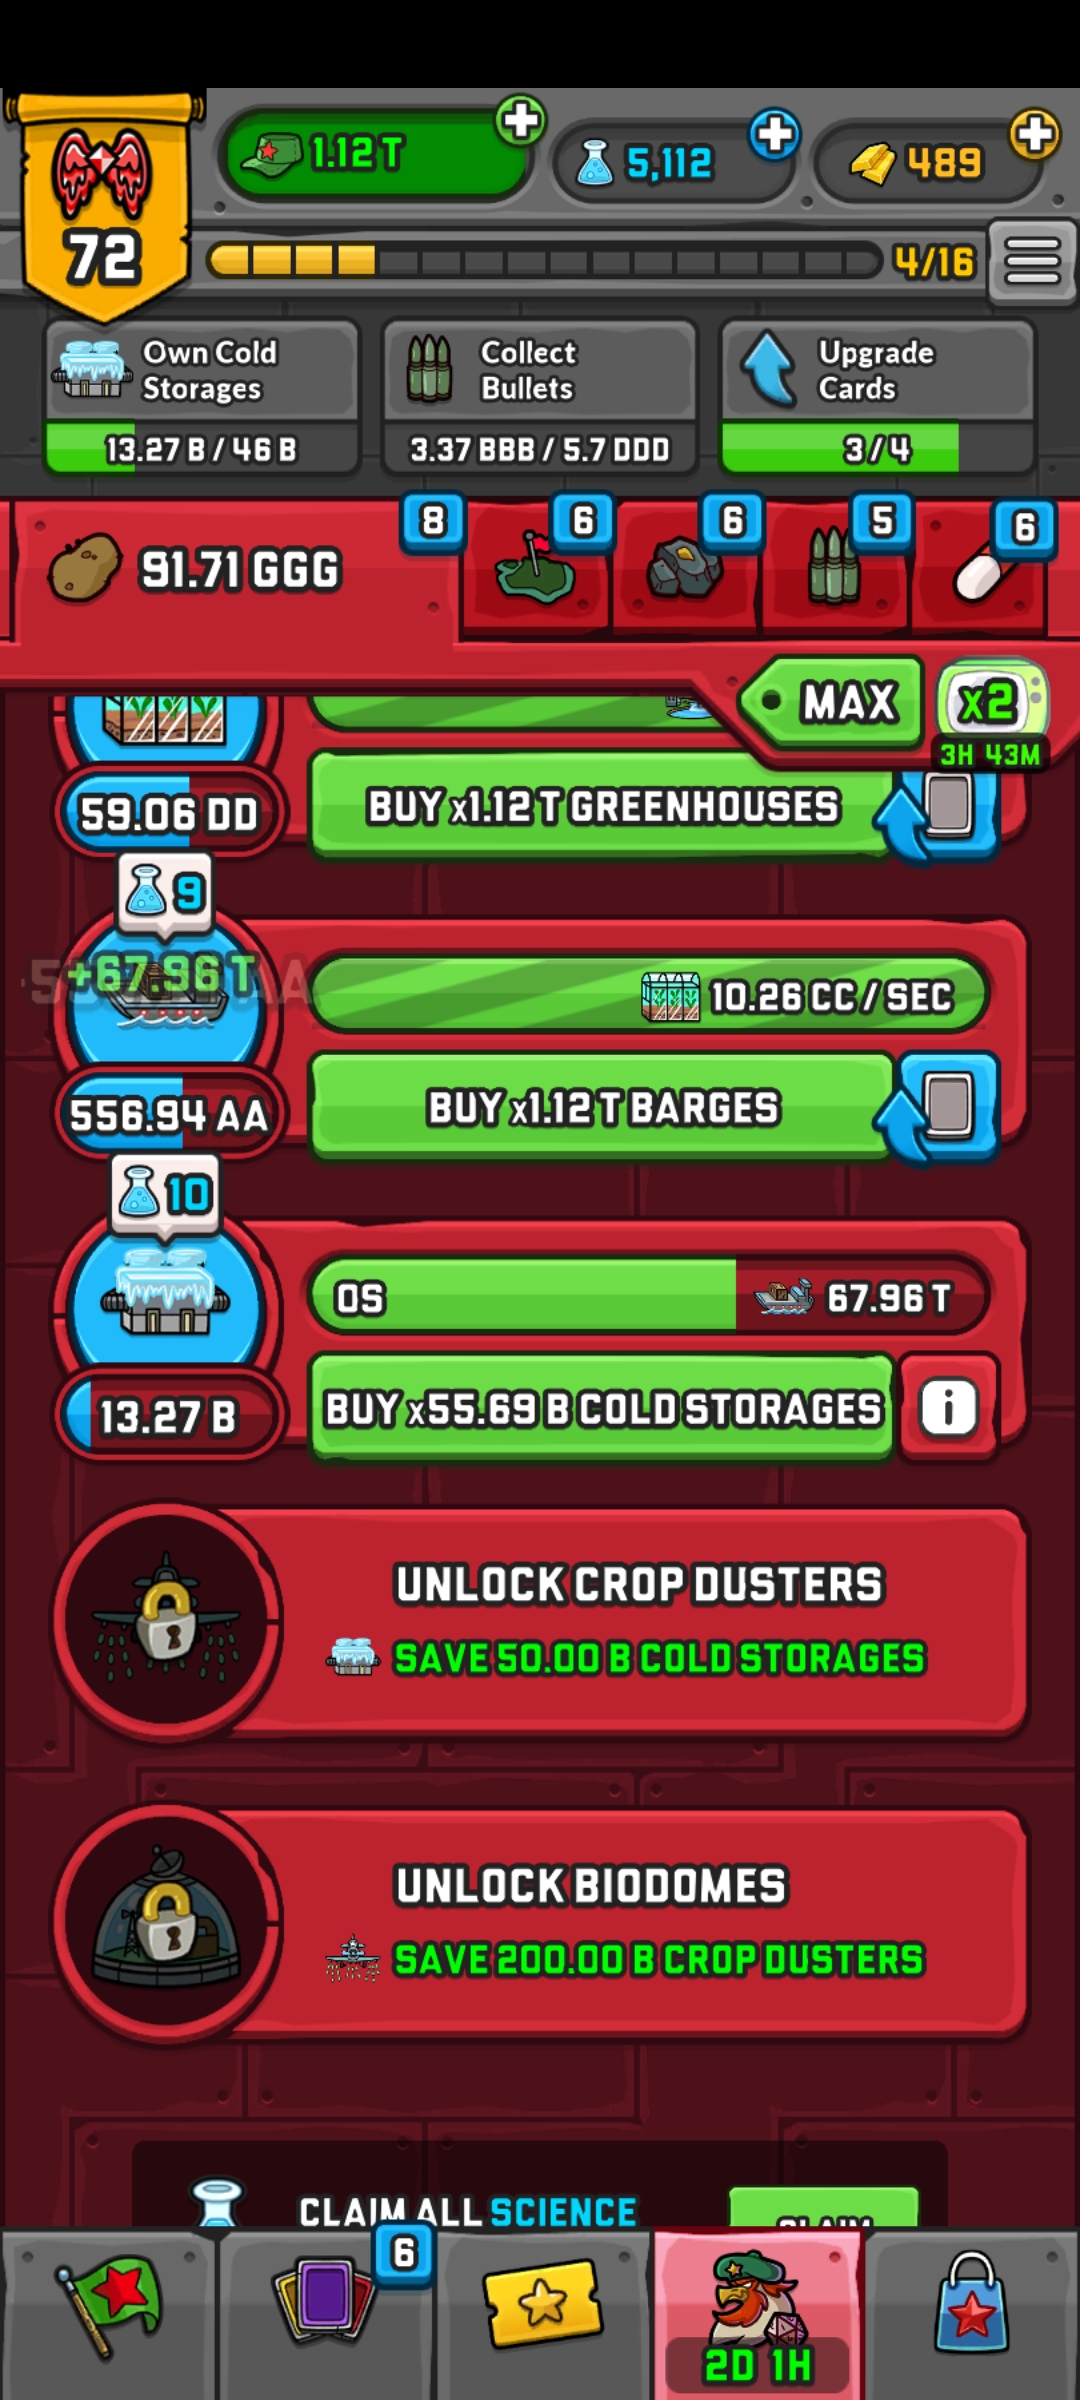 1.12 T
5,112
489
72
4/16
Own Cold
Storages
13.27 B / 46 B
Collect
Bullets
3.37 BBB / 5.7 DDD
Upgrade
Cards
3 / 4
91.71 GGG
8
6
6
5
6
MAX
x2
3H 43M
59.06 DD
BUY x1.12 T GREENHOUSES
9
+67.96 T
10.26 CC / SEC
556.94 AA
BUY x1.12 T BARGES
10
0S
67.96 T
13.27 B
BUY x55.69 B COLD STORAGES
i
UNLOCK CROP DUSTERS
SAVE 50.00 B COLD STORAGES
UNLOCK BIODOMES
SAVE 200.00 B CROP DUSTERS
CLAIM ALL SCIENCE
CLAIM
6
2D 1H